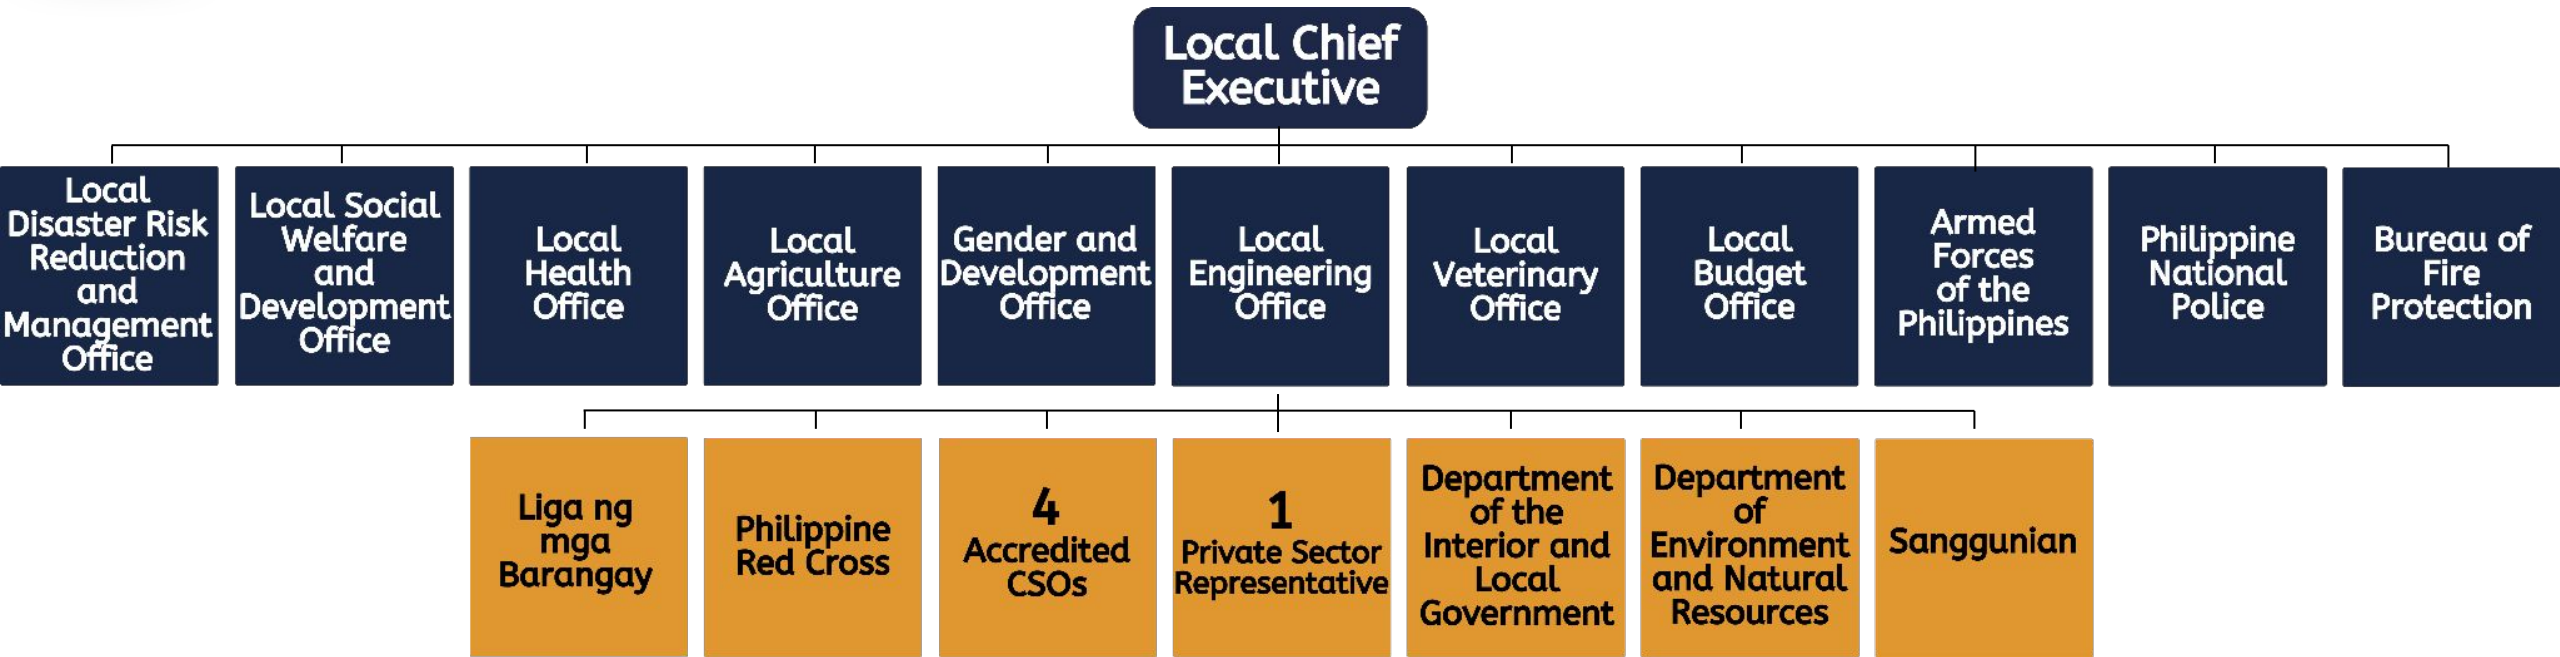 Local Chief
Executive
Local
Disaster Risk
Reduction
and
Management
Office
Local Social
Welfare
and
Development
Office
Local
Health
Office
Local
Agriculture
Office
Gender and
Development
Office
Local
Engineering
Office
Local
Veterinary
Office
Local
Budget
Office
Armed
Forces
of the
Philippines
Philippine
National
Police
Bureau of
Fire
Protection
Liga ng
mga
Barangay
Philippine
Red Cross
4
Accredited
CSOs
1
Private Sector
Representative
Department
of the
Interior and
Local
Government
Department
of
Environment
and Natural
Resources
Sanggunian